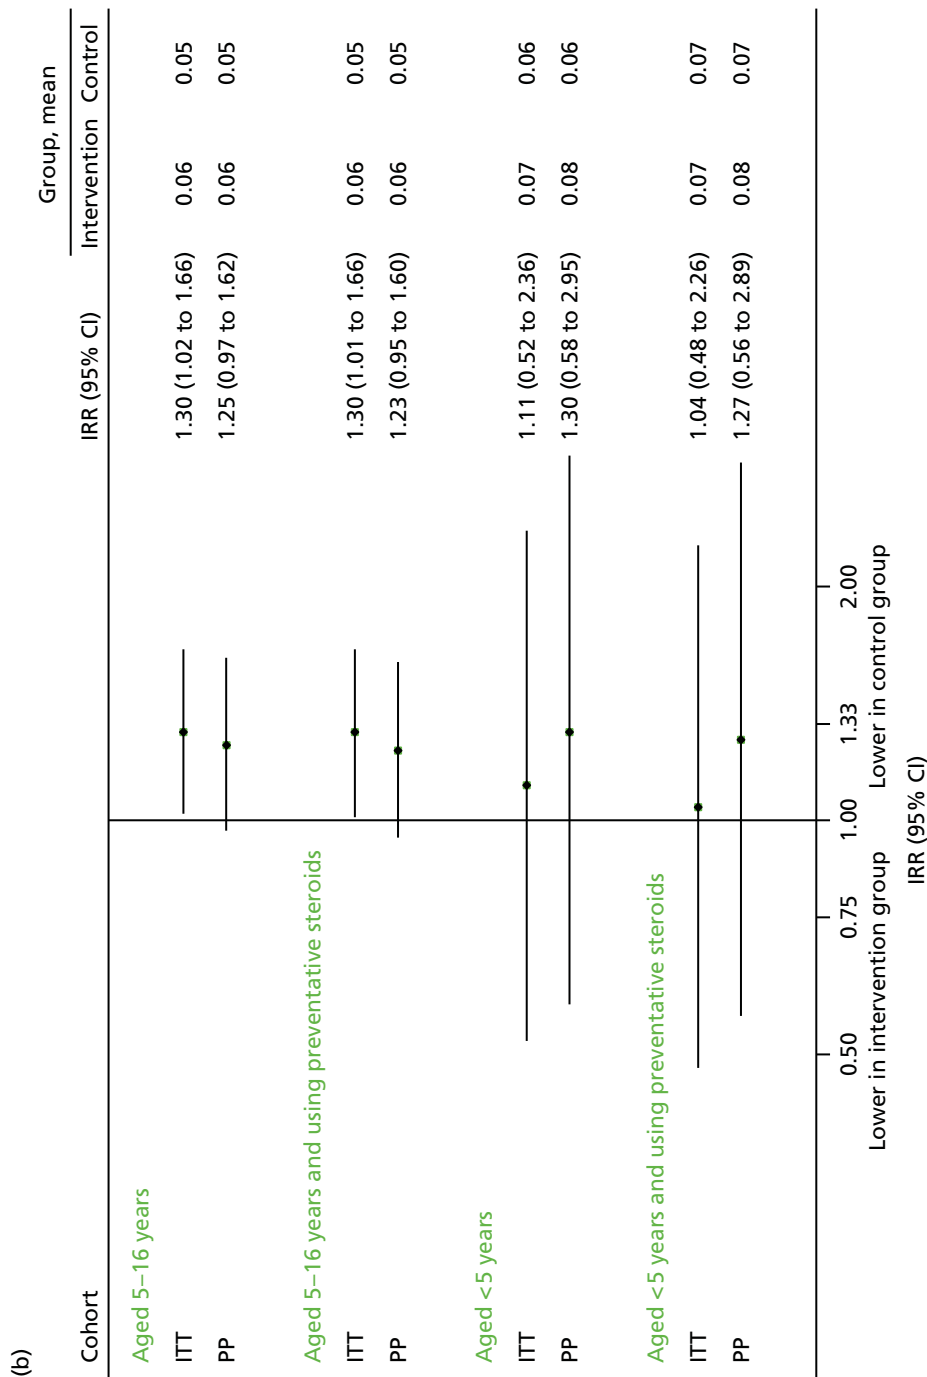 (b)
Group, mean
Cohort IRR (95% CI) Intervention Control
Aged 5–16 years
ITT 1.30 (1.02 to 1.66) 0.06 0.05
PP 1.25 (0.97 to 1.62) 0.06 0.05
Aged 5–16 years and using preventative steroids
ITT 1.30 (1.01 to 1.66) 0.06 0.05
PP 1.23 (0.95 to 1.60) 0.06 0.05
Aged <5 years
ITT 1.11 (0.52 to 2.36) 0.07 0.06
PP 1.30 (0.58 to 2.95) 0.08 0.06
Aged <5 years and using preventative steroids
ITT 1.04 (0.48 to 2.26) 0.07 0.07
PP 1.27 (0.56 to 2.89) 0.08 0.07
0.50 0.75 1.00 1.33 2.00
Lower in intervention group Lower in control group
IRR (95% CI)